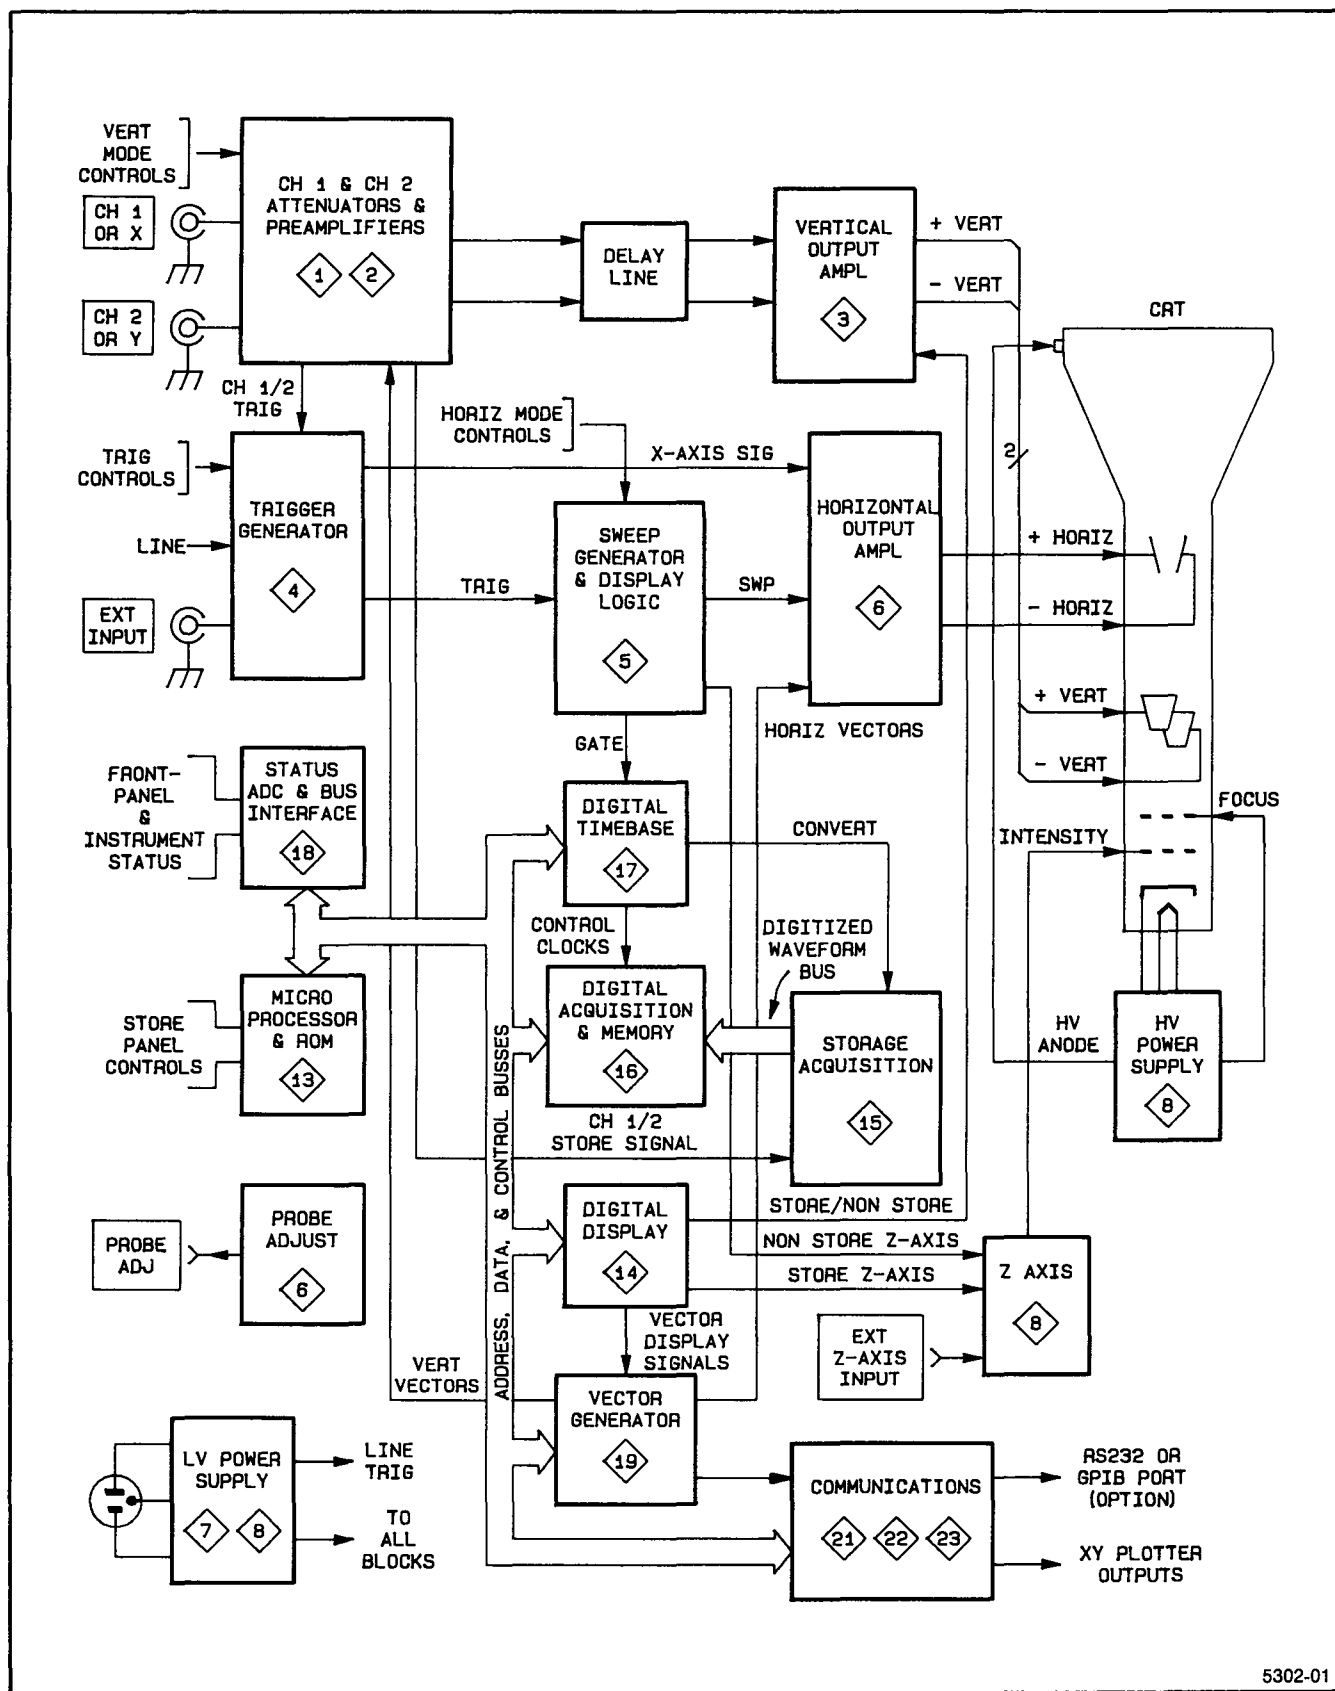 VERT
MODE
CONTROLS
CH 1
OR X
CH 2
OR Y
CH 1 & CH 2
ATTENUATORS &
PREAMPLIFIERS
1 2
DELAY
LINE
VERTICAL
OUTPUT
AMPL
3
+ VERT
- VERT
CRT
CH 1/2
TRIG
HORIZ MODE
CONTROLS
X-AXIS SIG
2
TRIG
CONTROLS
LINE
EXT
INPUT
TRIGGER
GENERATOR
4
TRIG
SWEEP
GENERATOR
& DISPLAY
LOGIC
5
SWP
HORIZONTAL
OUTPUT
AMPL
6
+ HORIZ
- HORIZ
+ VERT
- VERT
HORIZ VECTORS
GATE
FRONT-
PANEL
&
INSTRUMENT
STATUS
STATUS
ADC & BUS
INTERFACE
18
DIGITAL
TIMEBASE
17
CONVERT
FOCUS
INTENSITY
CONTROL
CLOCKS
DIGITIZED
WAVEFORM
BUS
STORE
PANEL
CONTROLS
MICRO
PROCESSOR
& ROM
13
DIGITAL
ACQUISITION
& MEMORY
16
STORAGE
ACQUISITION
15
HV
ANODE
HV
POWER
SUPPLY
8
ADDRESS, DATA, & CONTROL BUSSES
CH 1/2
STORE SIGNAL
PROBE
ADJ
PROBE
ADJUST
6
DIGITAL
DISPLAY
14
STORE/NON STORE
NON STORE Z-AXIS
STORE Z-AXIS
Z AXIS
8
EXT
Z-AXIS
INPUT
VECTOR
DISPLAY
SIGNALS
VERT
VECTORS
VECTOR
GENERATOR
19
LV POWER
SUPPLY
7 8
LINE
TRIG
TO
ALL
BLOCKS
COMMUNICATIONS
21 22 23
RS232 OR
GPIB PORT
(OPTION)
XY PLOTTER
OUTPUTS
5302-01